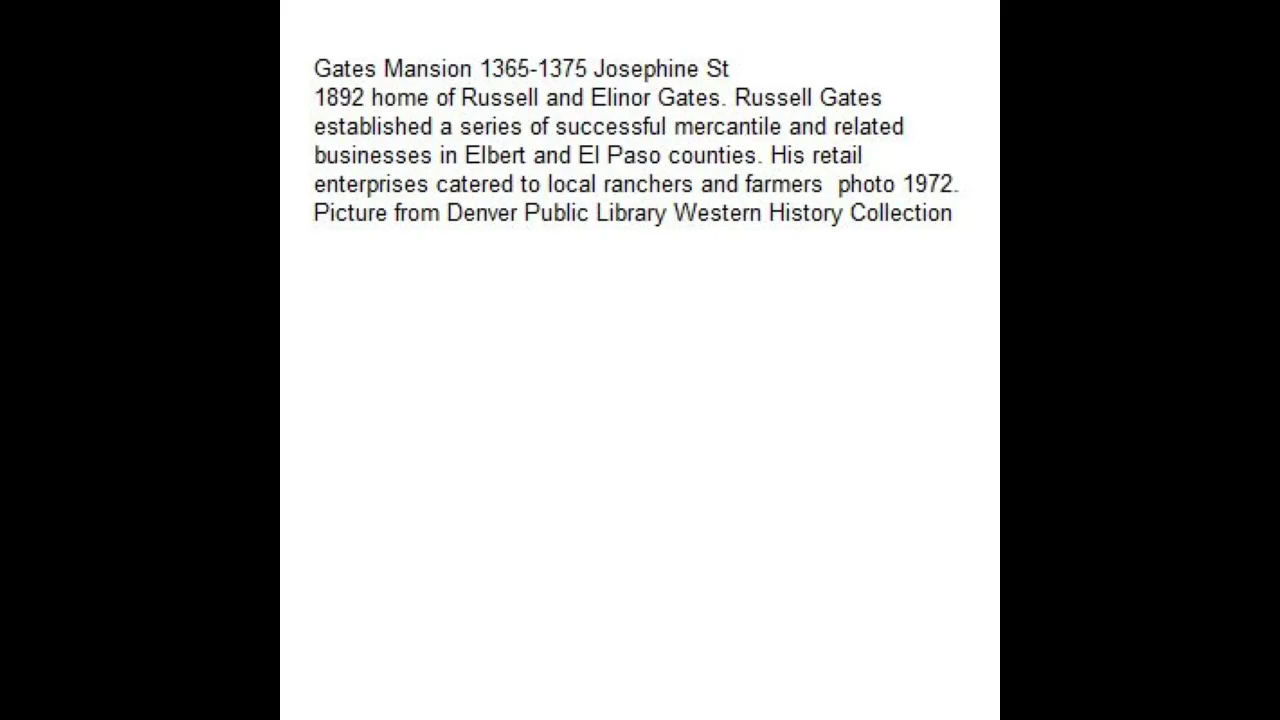 Gates Mansion 1365-1375 Josephine St
1892 home of Russell and Elinor Gates. Russell Gates
established a series of successful mercantile and related
businesses in Elbert and El Paso counties. His retail
enterprises catered to local ranchers and farmers  photo 1972.
Picture from Denver Public Library Western History Collection